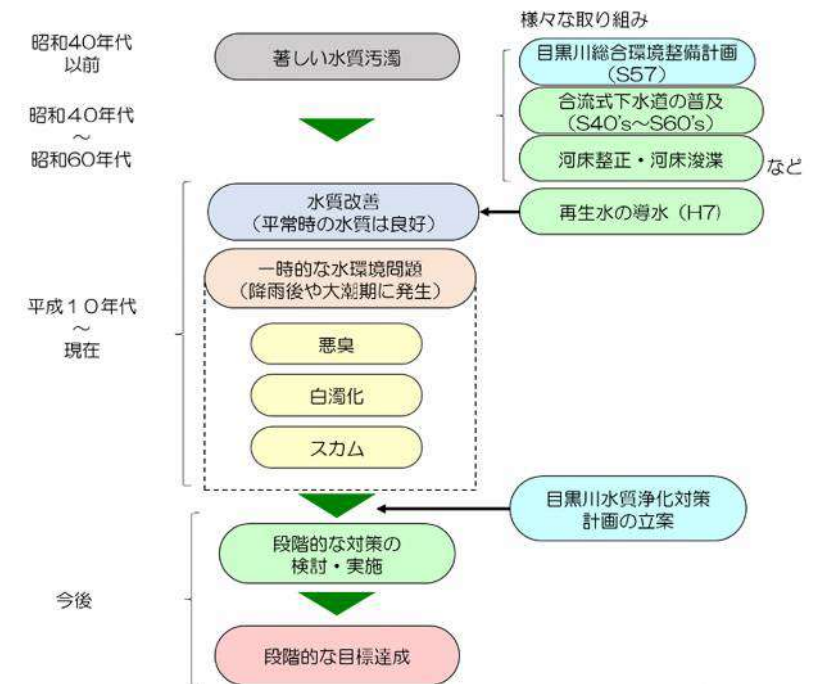 様々な取り組み
昭和40年代
以前
著しい水質汚濁
目黒川総合環境整備計画
(S57)
昭和40年代
~
昭和60年代
合流式下水道の普及
(S40's~S60's)
河床整正・河床浚渫
など
水質改善
(平常時の水質は良好)
再生水の導水(H7)
一時的な水環境問題
(降雨後や大潮期に発生)
平成10年代
~
現在
悪臭
白濁化
スカム
目黒川水質浄化対策
計画の立案
今後
段階的な対策の
検討・実施
段階的な目標達成